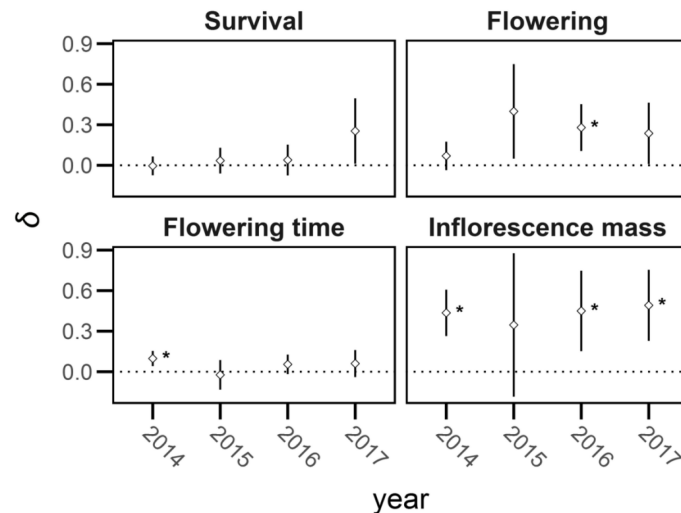 Survival Flowering
0.9
0.6
0.3
0.0
*
δ
Flowering time Inflorescence mass
0.9
0.6
0.3
0.0
* * * *
2014 2015 2016 2017 2014 2015 2016 2017
year